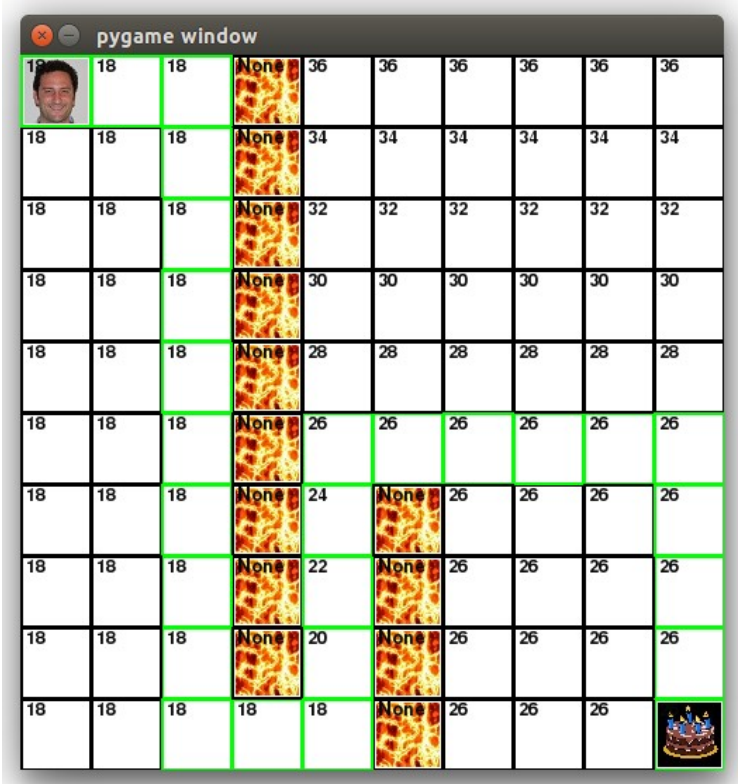 pygame window
18 18 18 None 36 36 36 36 36 36
18 18 18 None 34 34 34 34 34 34
18 18 18 None 32 32 32 32 32 32
18 18 18 None 30 30 30 30 30 30
18 18 18 None 28 28 28 28 28 28
18 18 18 None 26 26 26 26 26 26
18 18 18 None 24 None 26 26 26 26
18 18 18 None 22 None 26 26 26 26
18 18 18 None 20 None 26 26 26 26
18 18 18 18 18 None 26 26 26